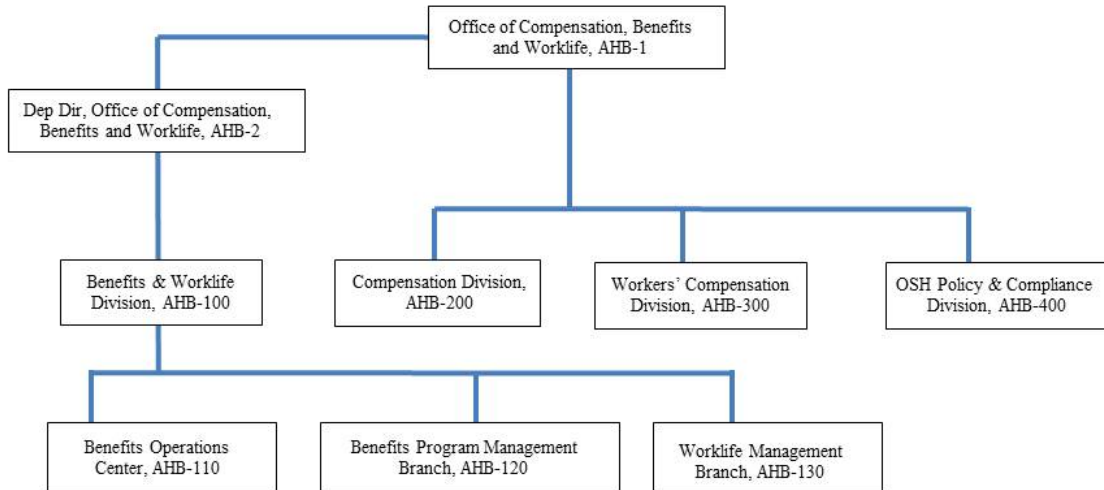 Office of Compensation, Benefits
and Worklife, AHB-1
Dep Dir, Office of Compensation,
Benefits and Worklife, AHB-2
Benefits & Worklife
Division, AHB-100
Compensation Division,
AHB-200
Workers’ Compensation
Division, AHB-300
OSH Policy & Compliance
Division, AHB-400
Benefits Operations
Center, AHB-110
Benefits Program Management
Branch, AHB-120
Worklife Management
Branch, AHB-130